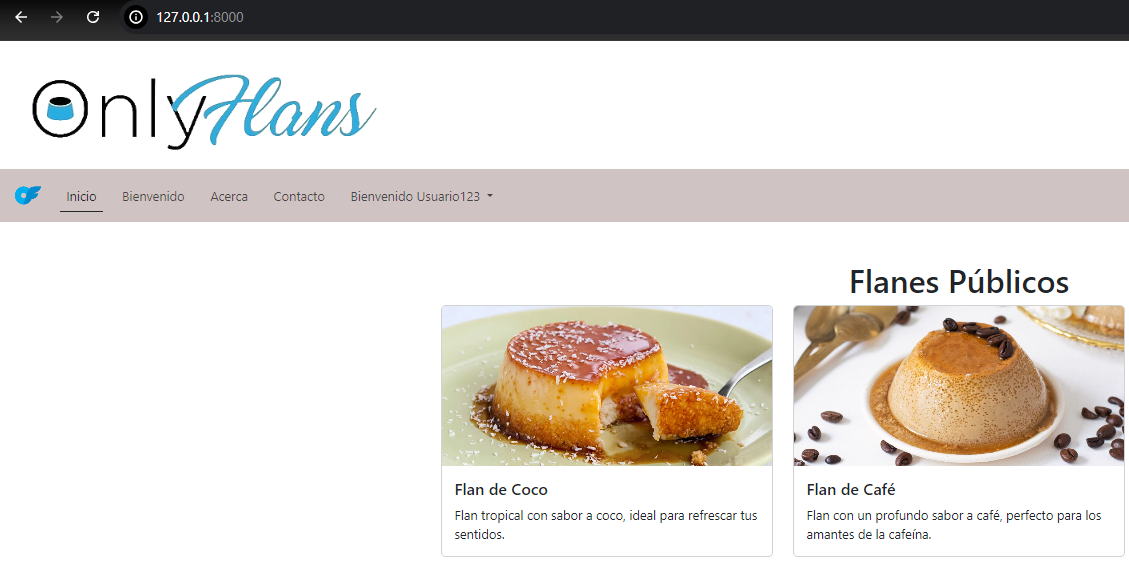 127.0.0.1:8000
OnlyFlans
Inicio Bienvenido Acerca Contacto Bienvenido Usuario123
Flanes Públicos
Flan de Coco
Flan tropical con sabor a coco, ideal para refrescar tus
sentidos.
Flan de Café
Flan con un profundo sabor a café, perfecto para los
amantes de la cafeína.